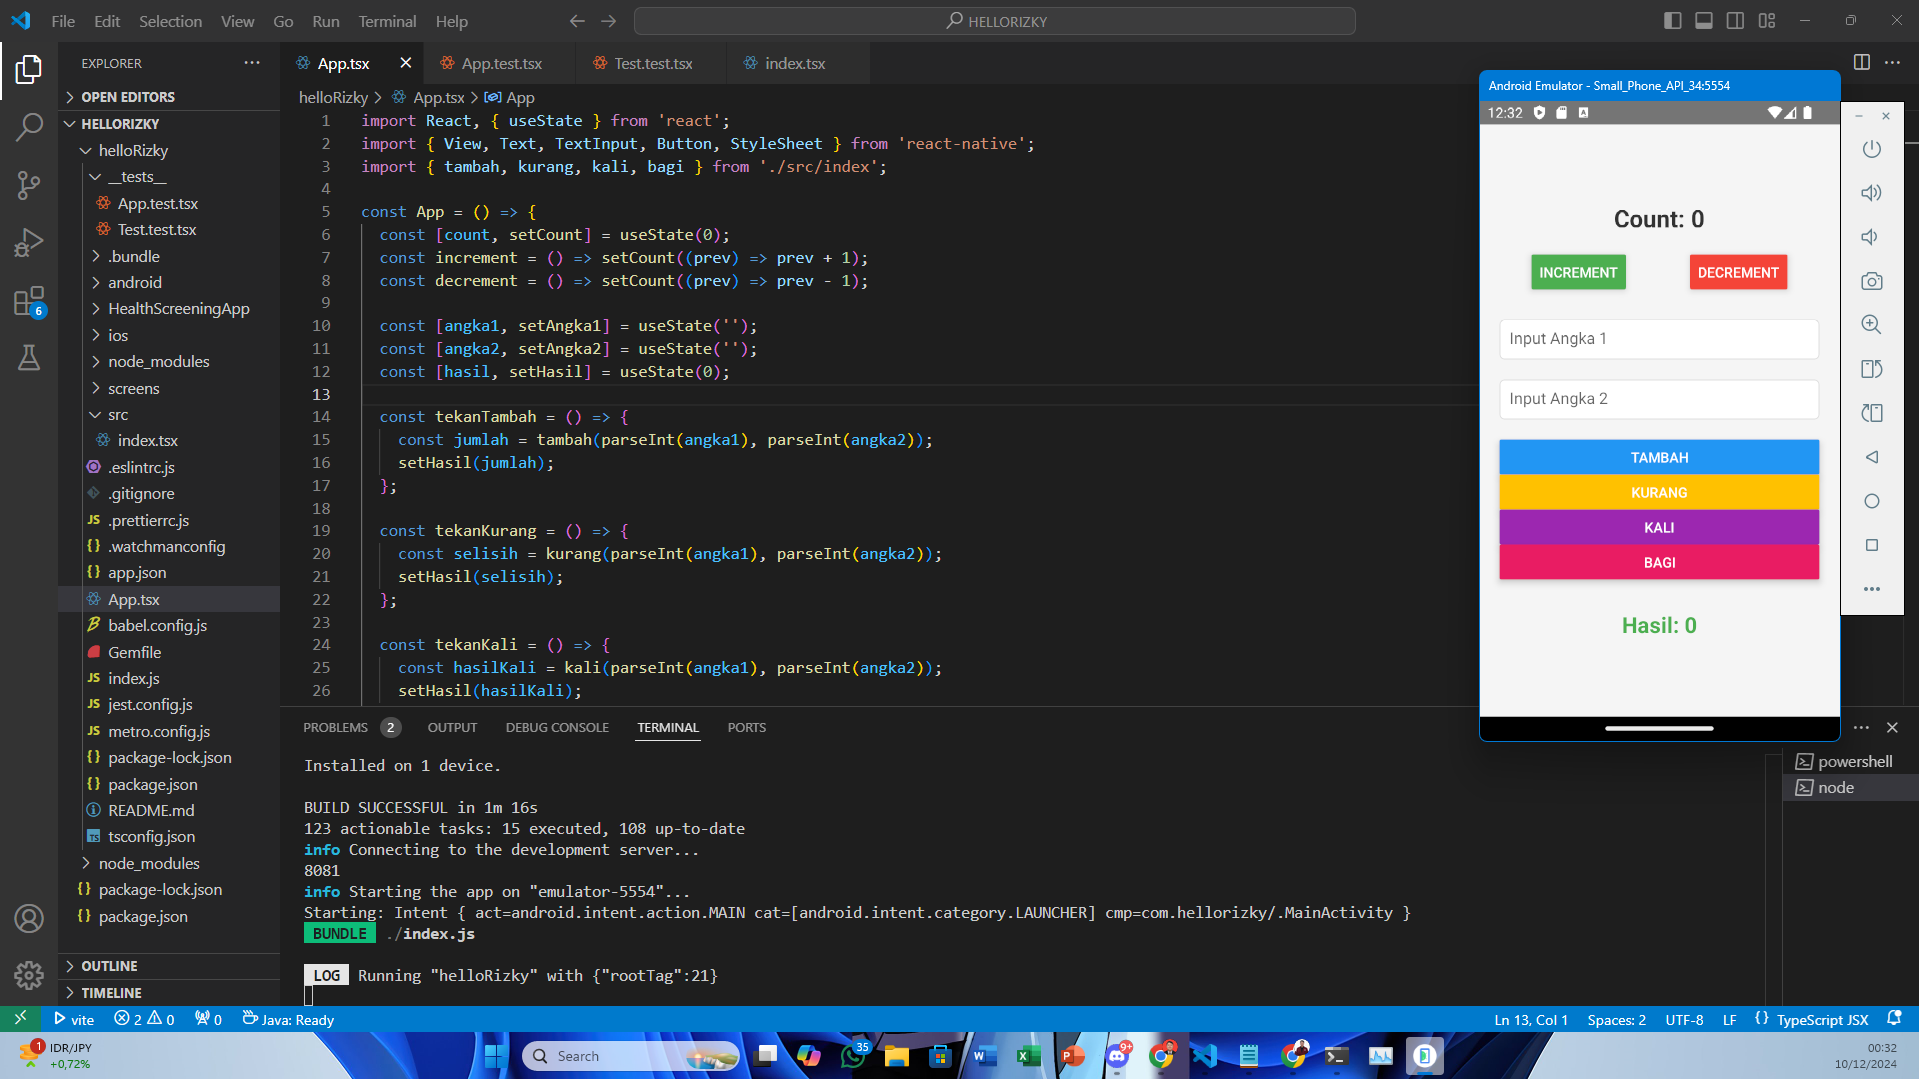 File Edit Selection View Go Run Terminal Help
HELLORIZKY
EXPLORER
OPEN EDITORS
HELLORIZKY
helloRizky
__tests__
App.test.tsx
Test.test.tsx
.bundle
android
HealthScreeningApp
ios
node_modules
screens
src
index.tsx
.eslintrc.js
.gitignore
.prettierrc.js
.watchmanconfig
app.json
App.tsx
babel.config.js
Gemfile
index.js
jest.config.js
metro.config.js
package-lock.json
package.json
README.md
tsconfig.json
node_modules
package-lock.json
package.json
OUTLINE
TIMELINE
6
App.tsx App.test.tsx Test.test.tsx index.tsx
helloRizky > App.tsx > App
1 import React, { useState } from 'react';
2 import { View, Text, TextInput, Button, StyleSheet } from 'react-native';
3 import { tambah, kurang, kali, bagi } from './src/index';
4
5 const App = () => {
6 const [count, setCount] = useState(0);
7 const increment = () => setCount((prev) => prev + 1);
8 const decrement = () => setCount((prev) => prev - 1);
9
10 const [angka1, setAngka1] = useState('');
11 const [angka2, setAngka2] = useState('');
12 const [hasil, setHasil] = useState(0);
13
14 const tekanTambah = () => {
15 const jumlah = tambah(parseInt(angka1), parseInt(angka2));
16 setHasil(jumlah);
17 };
18
19 const tekanKurang = () => {
20 const selisih = kurang(parseInt(angka1), parseInt(angka2));
21 setHasil(selisih);
22 };
23
24 const tekanKali = () => {
25 const hasilKali = kali(parseInt(angka1), parseInt(angka2));
26 setHasil(hasilKali);
Android Emulator - Small_Phone_API_34:5554
12:32
Count: 0
INCREMENT DECREMENT
Input Angka 1
Input Angka 2
TAMBAH
KURANG
KALI
BAGI
Hasil: 0
PROBLEMS 2 OUTPUT DEBUG CONSOLE TERMINAL PORTS
Installed on 1 device.
BUILD SUCCESSFUL in 1m 16s
123 actionable tasks: 15 executed, 108 up-to-date
info Connecting to the development server...
8081
info Starting the app on "emulator-5554"...
Starting: Intent { act=android.intent.action.MAIN cat=[android.intent.category.LAUNCHER] cmp=com.hellorizky/.MainActivity }
BUNDLE ./index.js
LOG Running "helloRizky" with {"rootTag":21}
powershell
node
vite 2 0 0 Java: Ready
Ln 13, Col 1 Spaces: 2 UTF-8 LF {} TypeScript JSX
1 IDR/JPY
+0,72%
Search
35
9+
00:32
10/12/2024